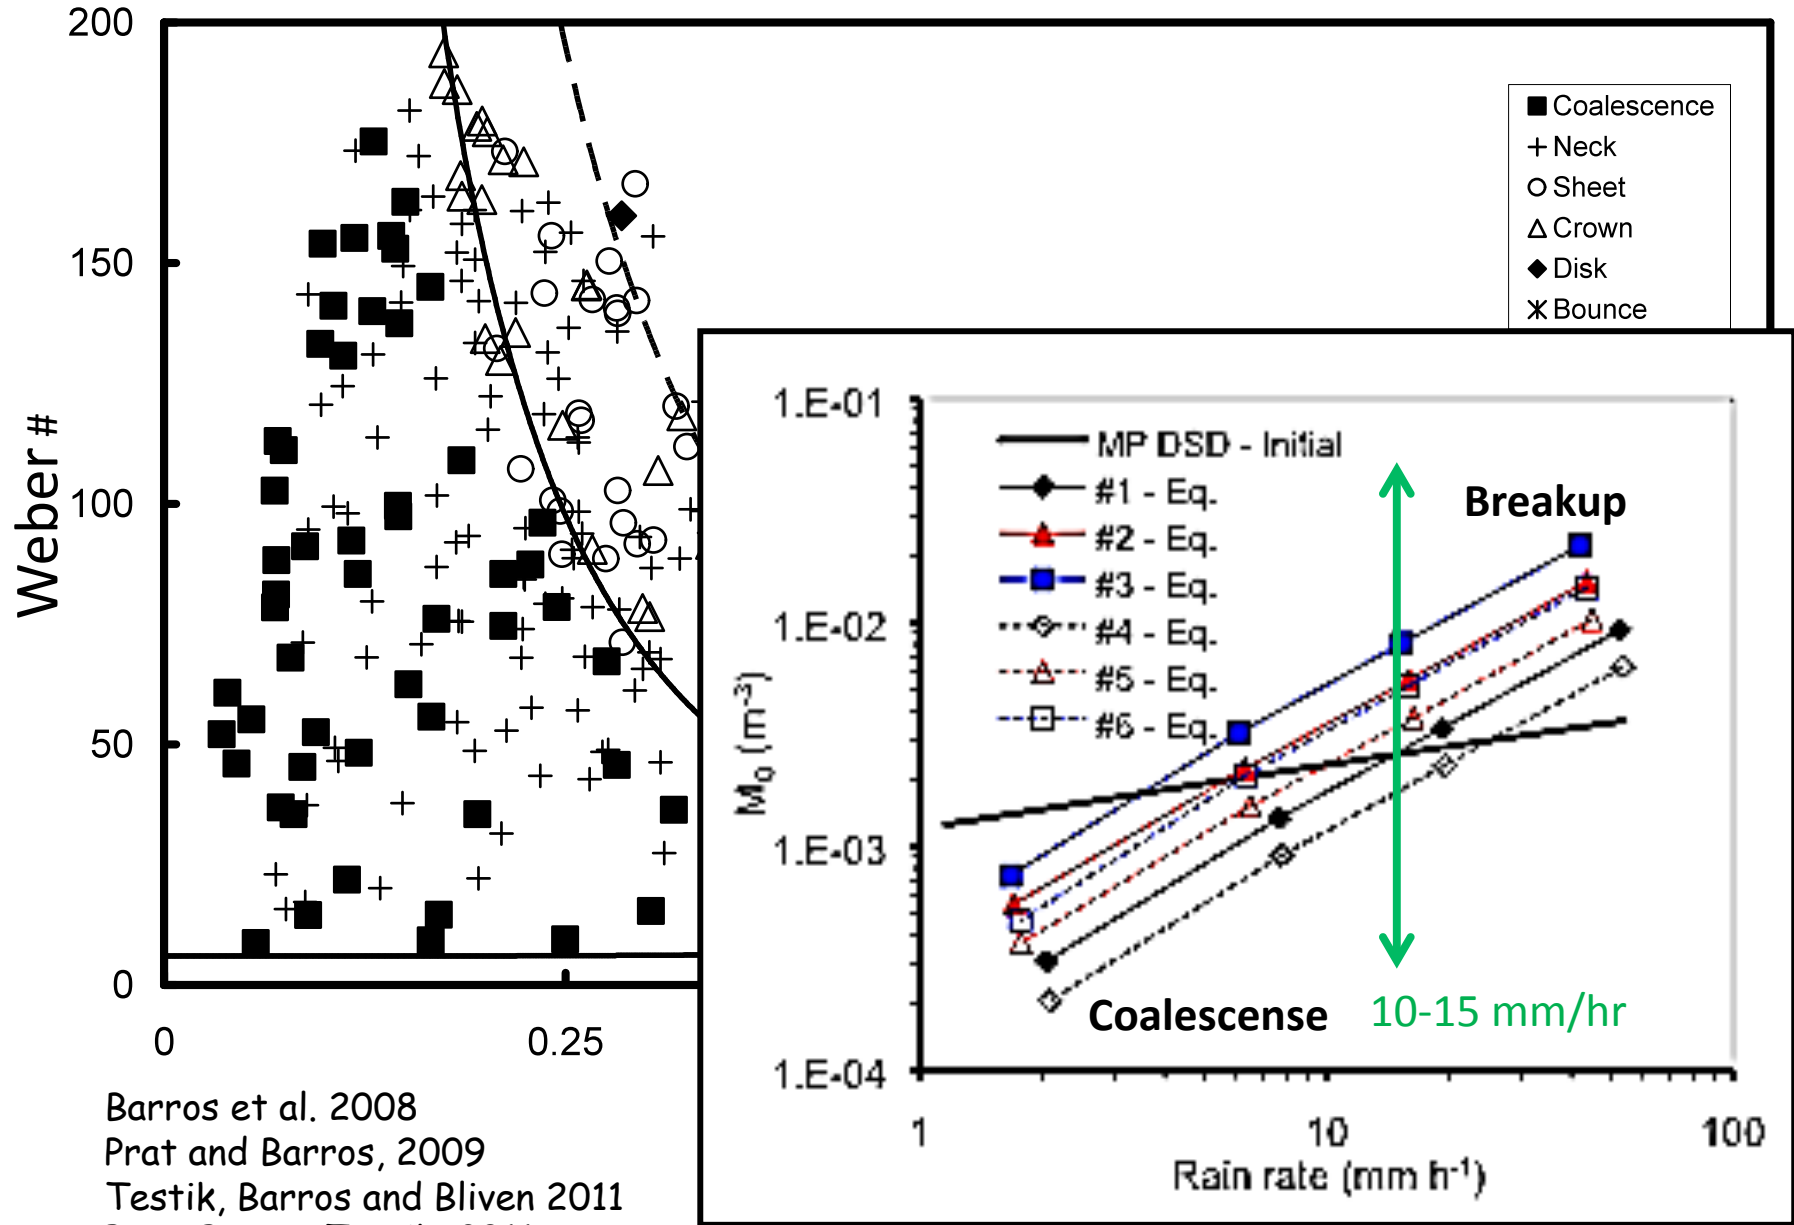 200
150
100
50
0
Weber #
0
0.25
Coalescence
Neck
Sheet
Crown
Disk
Bounce
1.E-01
1.E-02
1.E-03
1.E-04
M0 (m-3)
MP DSD - Initial
#1 - Eq.
#2 - Eq.
#3 - Eq.
#4 - Eq.
#5 - Eq.
#6 - Eq.
Breakup
Coalescense
10-15 mm/hr
1
10
100
Rain rate (mm h-1)
Barros et al. 2008
Prat and Barros, 2009
Testik, Barros and Bliven 2011